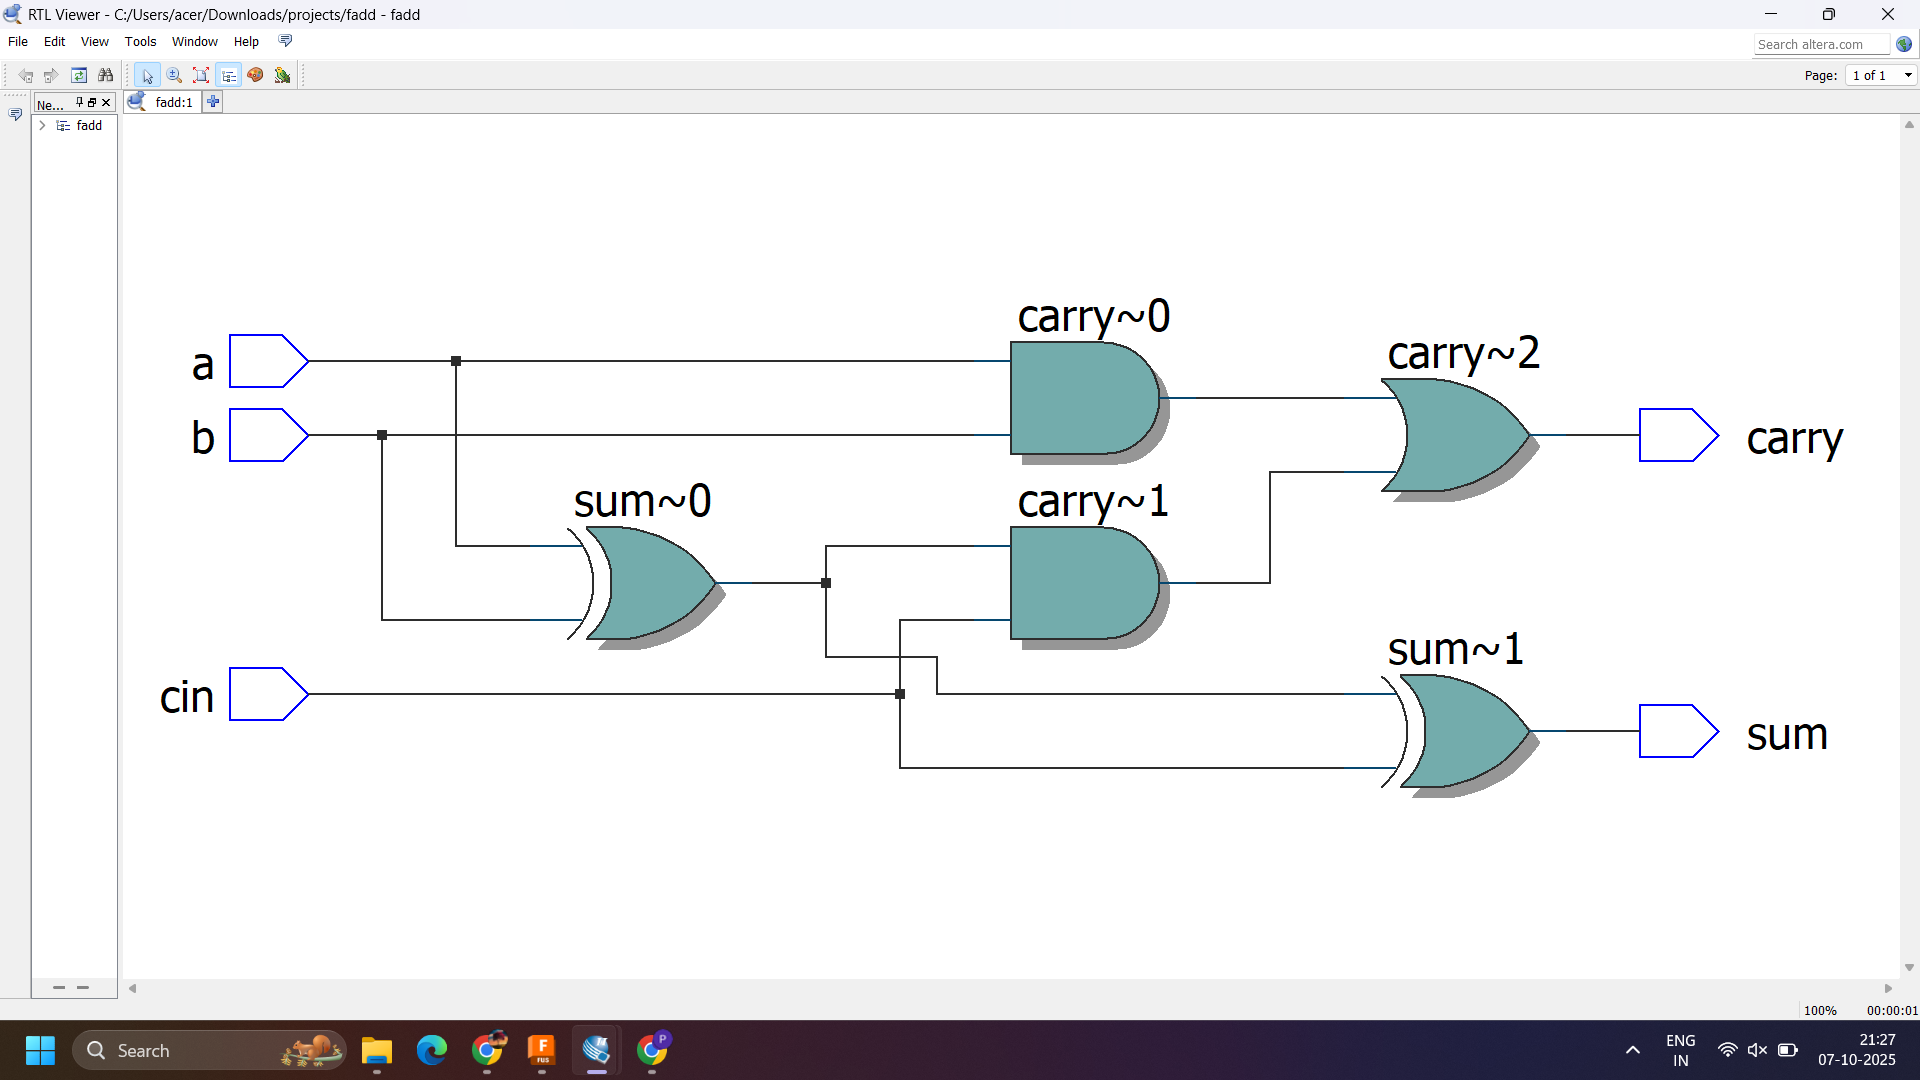 RTL Viewer - C:/Users/acer/Downloads/projects/fadd - fadd
File Edit View Tools Window Help
Search altera.com
Page: 1 of 1
Ne...
fadd:1
fadd
carry~0
carry~2
a
b
carry
sum~0
carry~1
sum~1
cin
sum
100% 00:00:01
Search
F
FUS
P
ENG
IN
21:27
07-10-2025